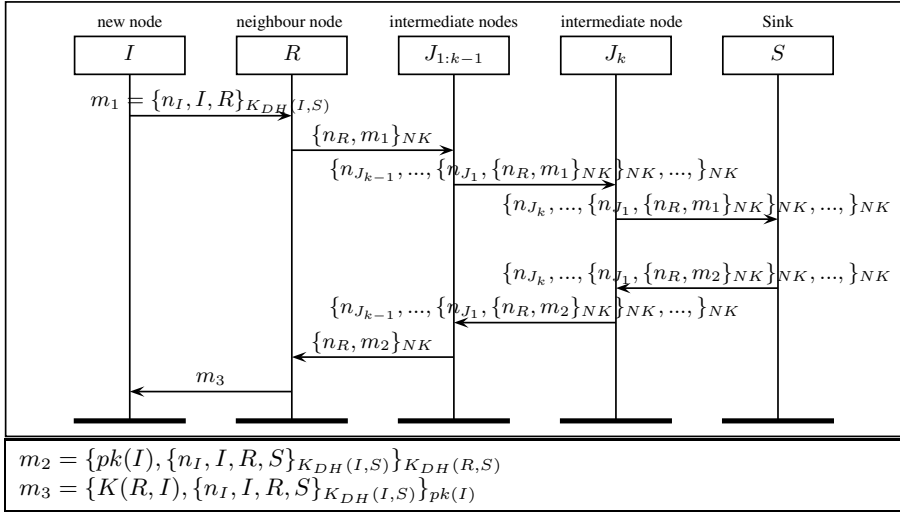 new node neighbour node intermediate nodes intermediate node Sink
I R J_{1:k−1} J_k S
m_1 = {n_I, I, R}_{K_{DH}(I,S)}
{n_R, m_1}_{NK}
{n_{J_{k−1}}, ..., {n_{J_1}, {n_R, m_1}_{NK}}_{NK}, ..., }_{NK}
{n_{J_k}, ..., {n_{J_1}, {n_R, m_1}_{NK}}_{NK}, ..., }_{NK}
{n_{J_k}, ..., {n_{J_1}, {n_R, m_2}_{NK}}_{NK}, ..., }_{NK}
{n_{J_{k−1}}, ..., {n_{J_1}, {n_R, m_2}_{NK}}_{NK}, ..., }_{NK}
{n_R, m_2}_{NK}
m_3
m_2 = {pk(I), {n_I, I, R, S}_{K_{DH}(I,S)}}_{K_{DH}(R,S)}
m_3 = {K(R, I), {n_I, I, R, S}_{K_{DH}(I,S)}}_{pk(I)}